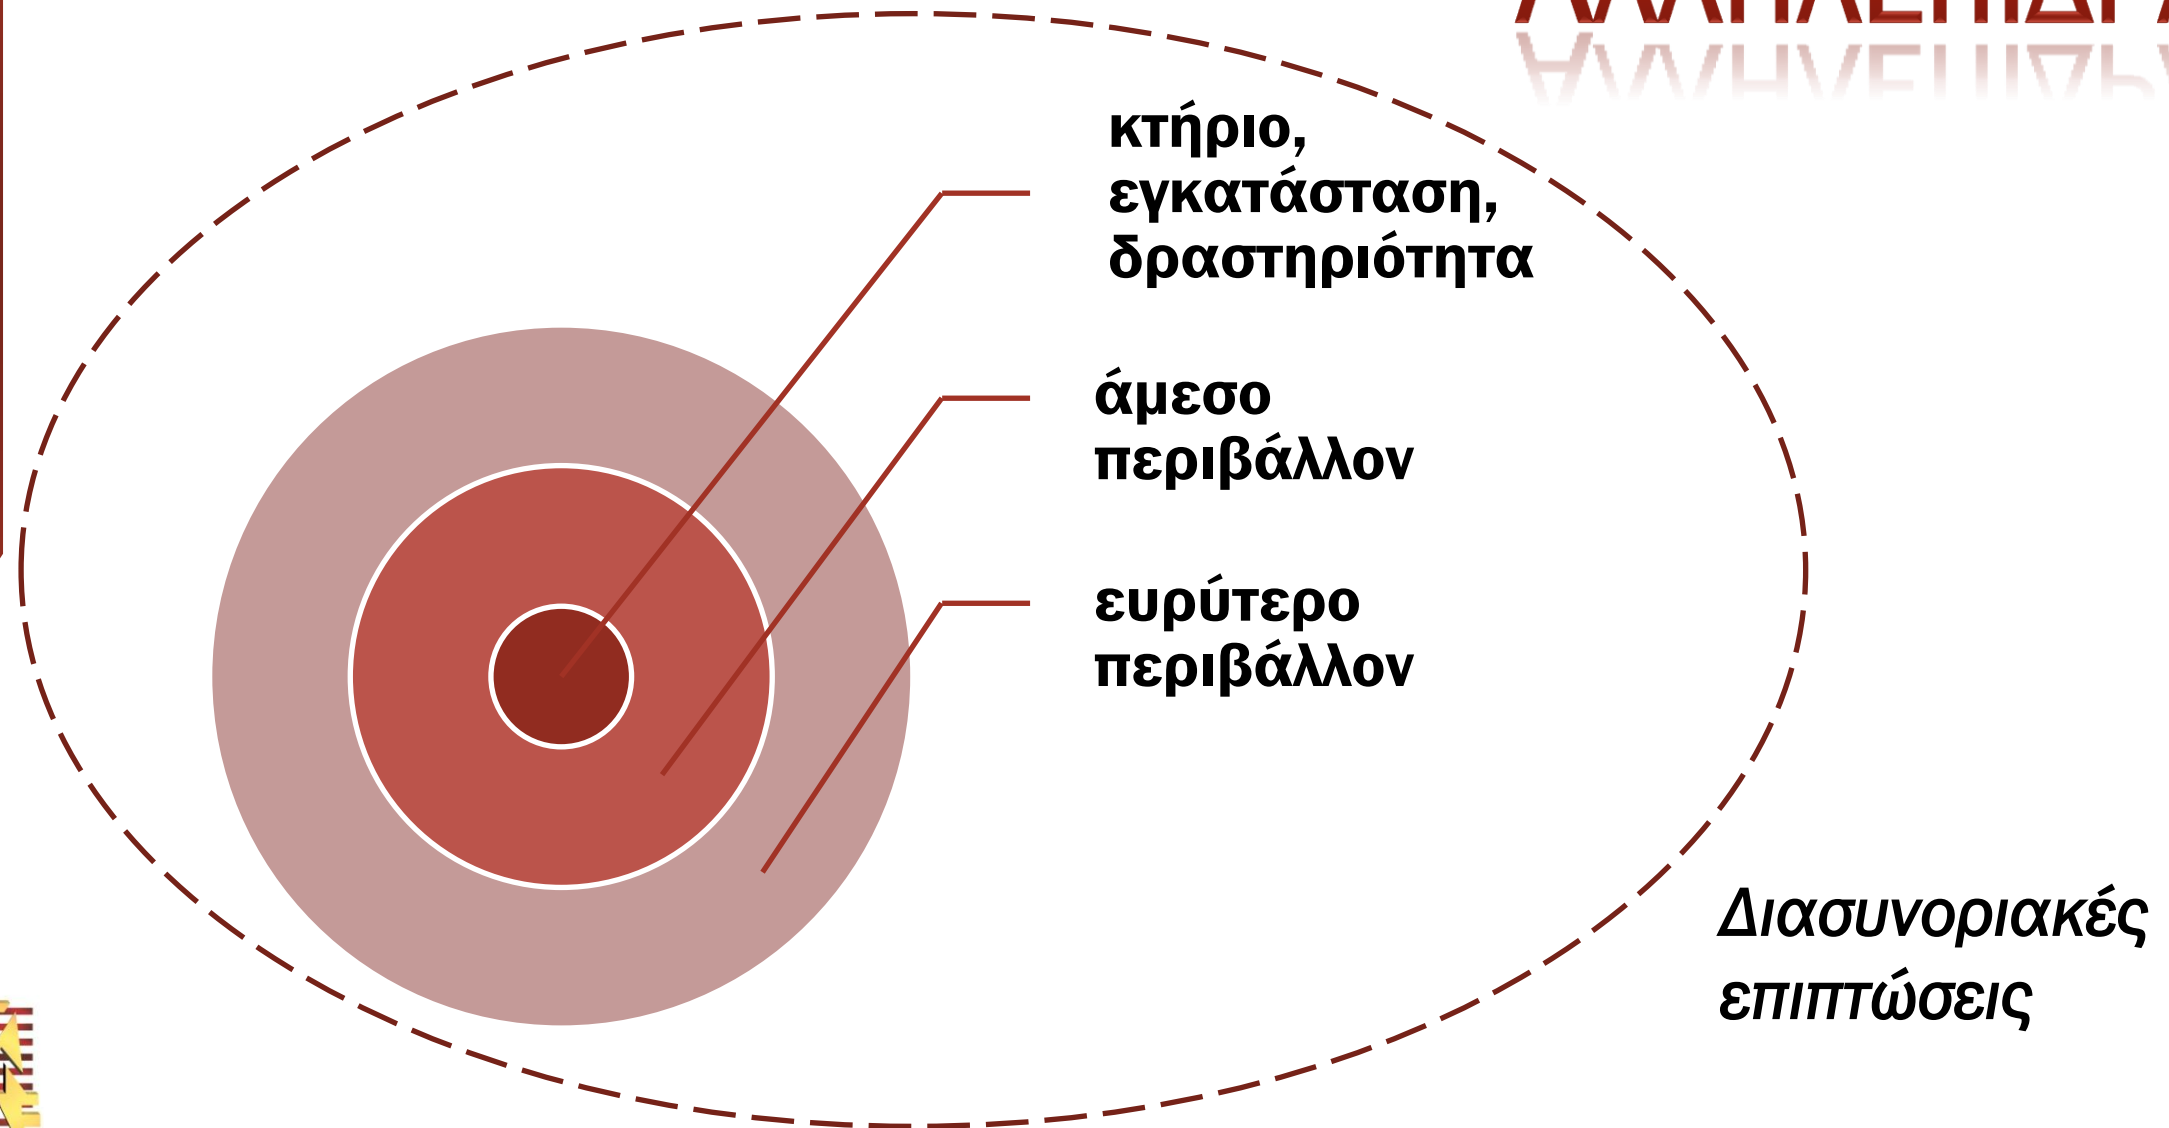 κτήριο,
εγκατάσταση,
δραστηριότητα
άμεσο
περιβάλλον
ευρύτερο
περιβάλλον
Διασυνοριακές
επιπτώσεις